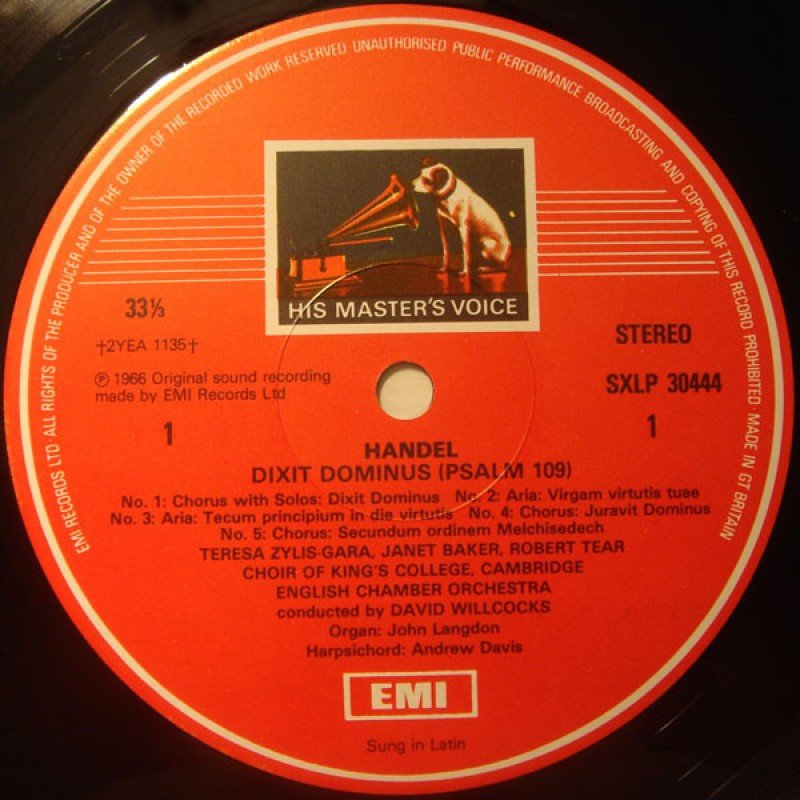 EMI RECORDS LTD · ALL RIGHTS OF THE PRODUCER AND OF THE OWNER OF THE RECORDED WORK RESERVED UNAUTHORISED PUBLIC PERFORMANCE BROADCASTING AND COPYING OF THIS RECORD PROHIBITED · MADE IN GT BRITAIN
HIS MASTER'S VOICE
33⅓
†2YEA 1135†
STEREO
℗ 1966 Original sound recording
made by EMI Records Ltd
SXLP 30444
1
1
HANDEL
DIXIT DOMINUS (PSALM 109)
No. 1: Chorus with Solos: Dixit Dominus No. 2: Aria: Virgam virtutis tuae
No. 3: Aria: Tecum principium in die virtutis No. 4: Chorus: Juravit Dominus
No. 5: Chorus: Secundum ordinem Melchisedech
TERESA ZYLIS-GARA, JANET BAKER, ROBERT TEAR
CHOIR OF KING'S COLLEGE, CAMBRIDGE
ENGLISH CHAMBER ORCHESTRA
conducted by DAVID WILLCOCKS
Organ: John Langdon
Harpsichord: Andrew Davis
EMI
Sung in Latin